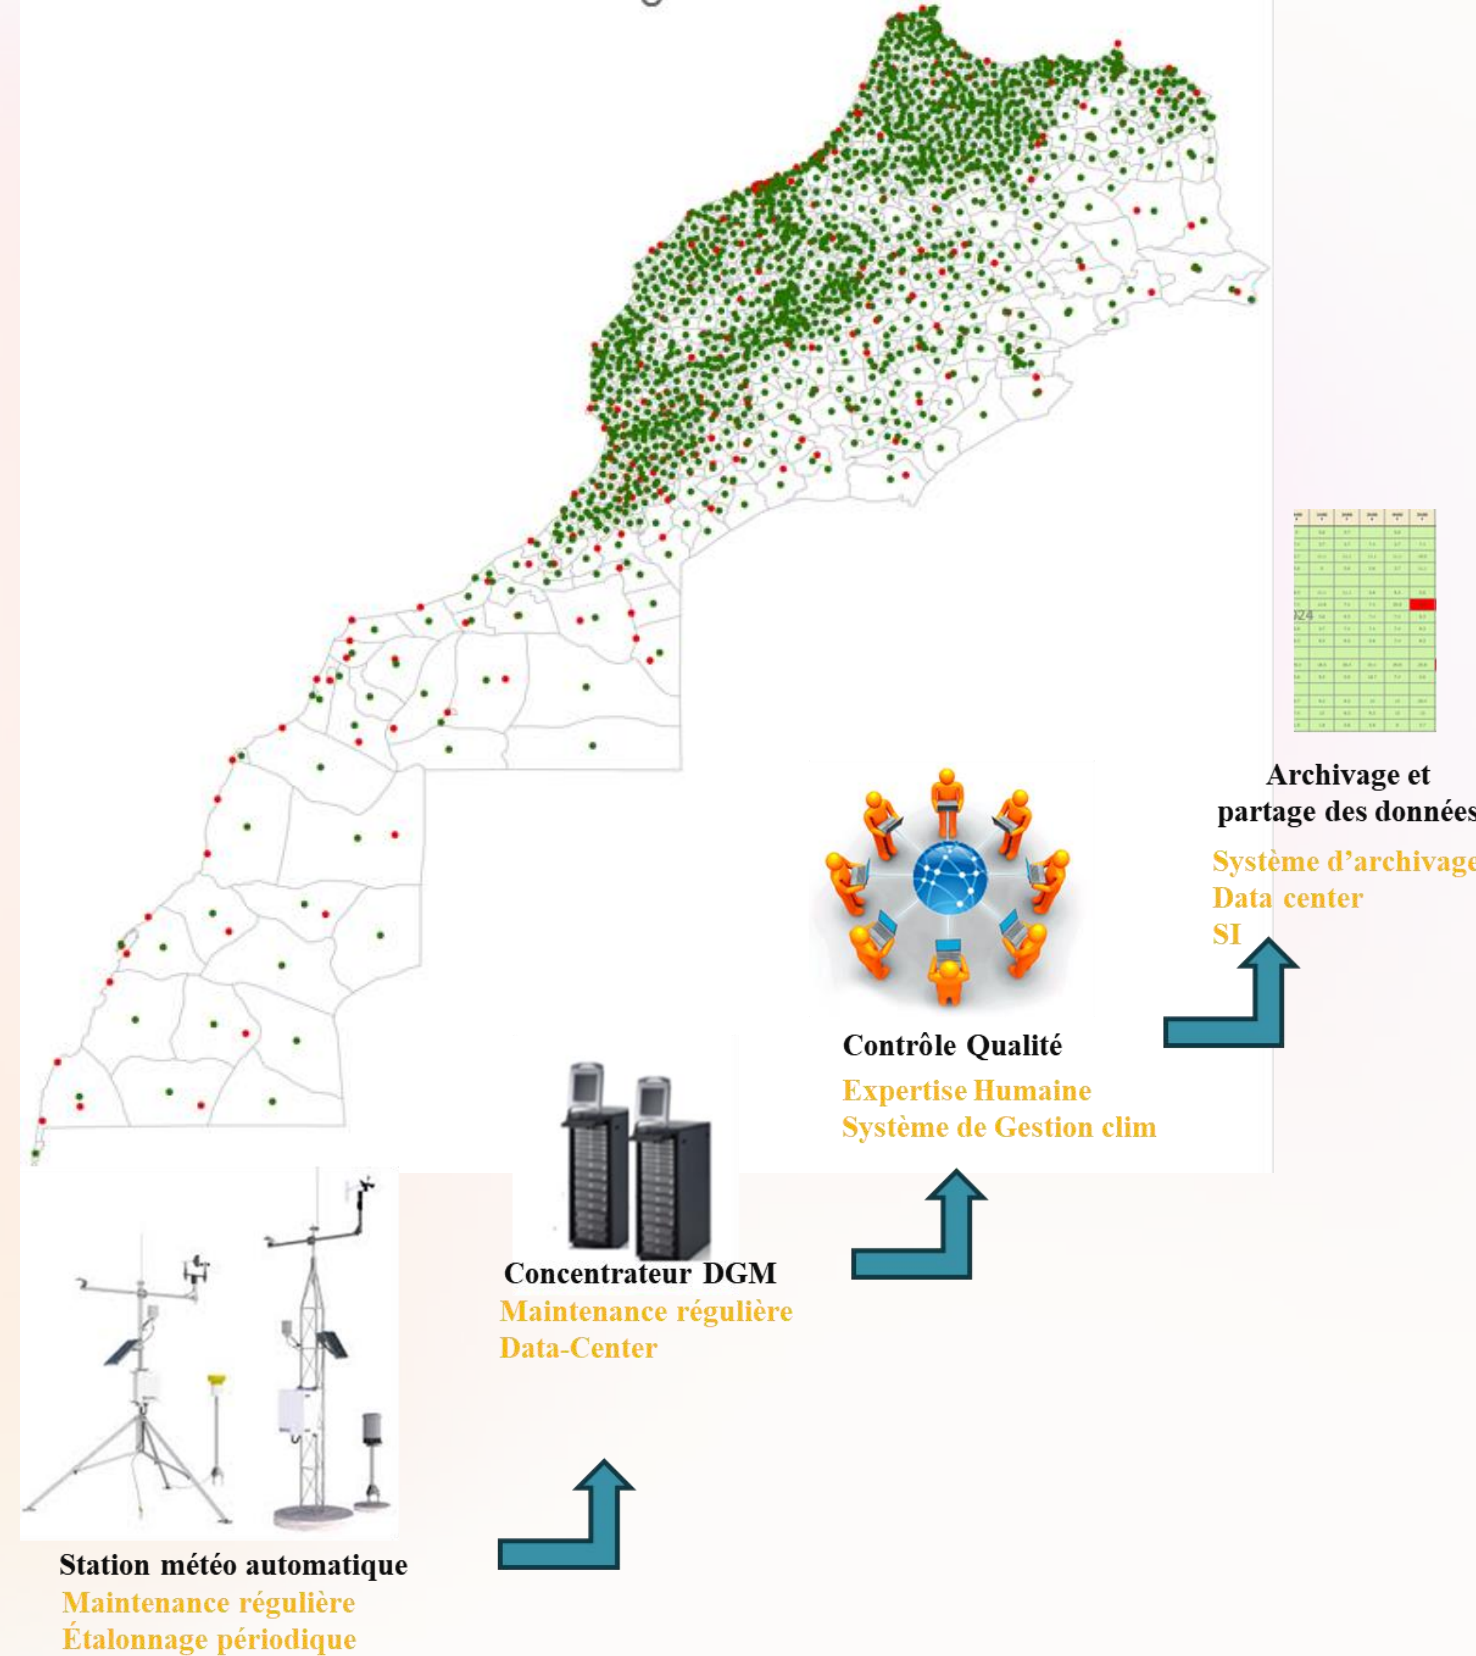 Archivage et
partage des données
Système d’archivage
Data center
SI
Contrôle Qualité
Expertise Humaine
Système de Gestion clim
Concentrateur DGM
Maintenance régulière
Data-Center
Station météo automatique
Maintenance régulière
Étalonnage périodique